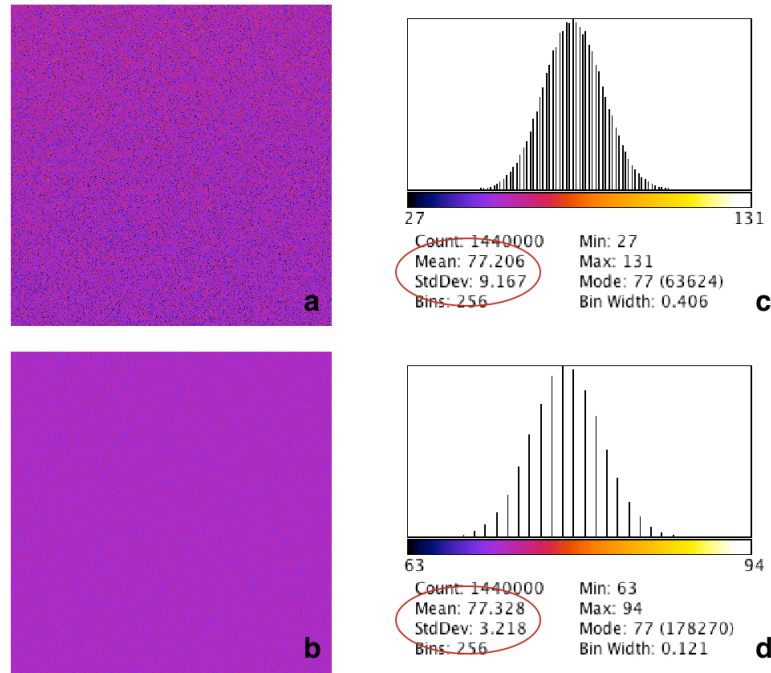 a
27 131
Count: 1440000 Min: 27
Mean: 77.206 Max: 131
StdDev: 9.167 Mode: 77 (63624)
Bins: 256 Bin Width: 0.406
c
b
63 94
Count: 1440000 Min: 63
Mean: 77.328 Max: 94
StdDev: 3.218 Mode: 77 (178270)
Bins: 256 Bin Width: 0.121
d